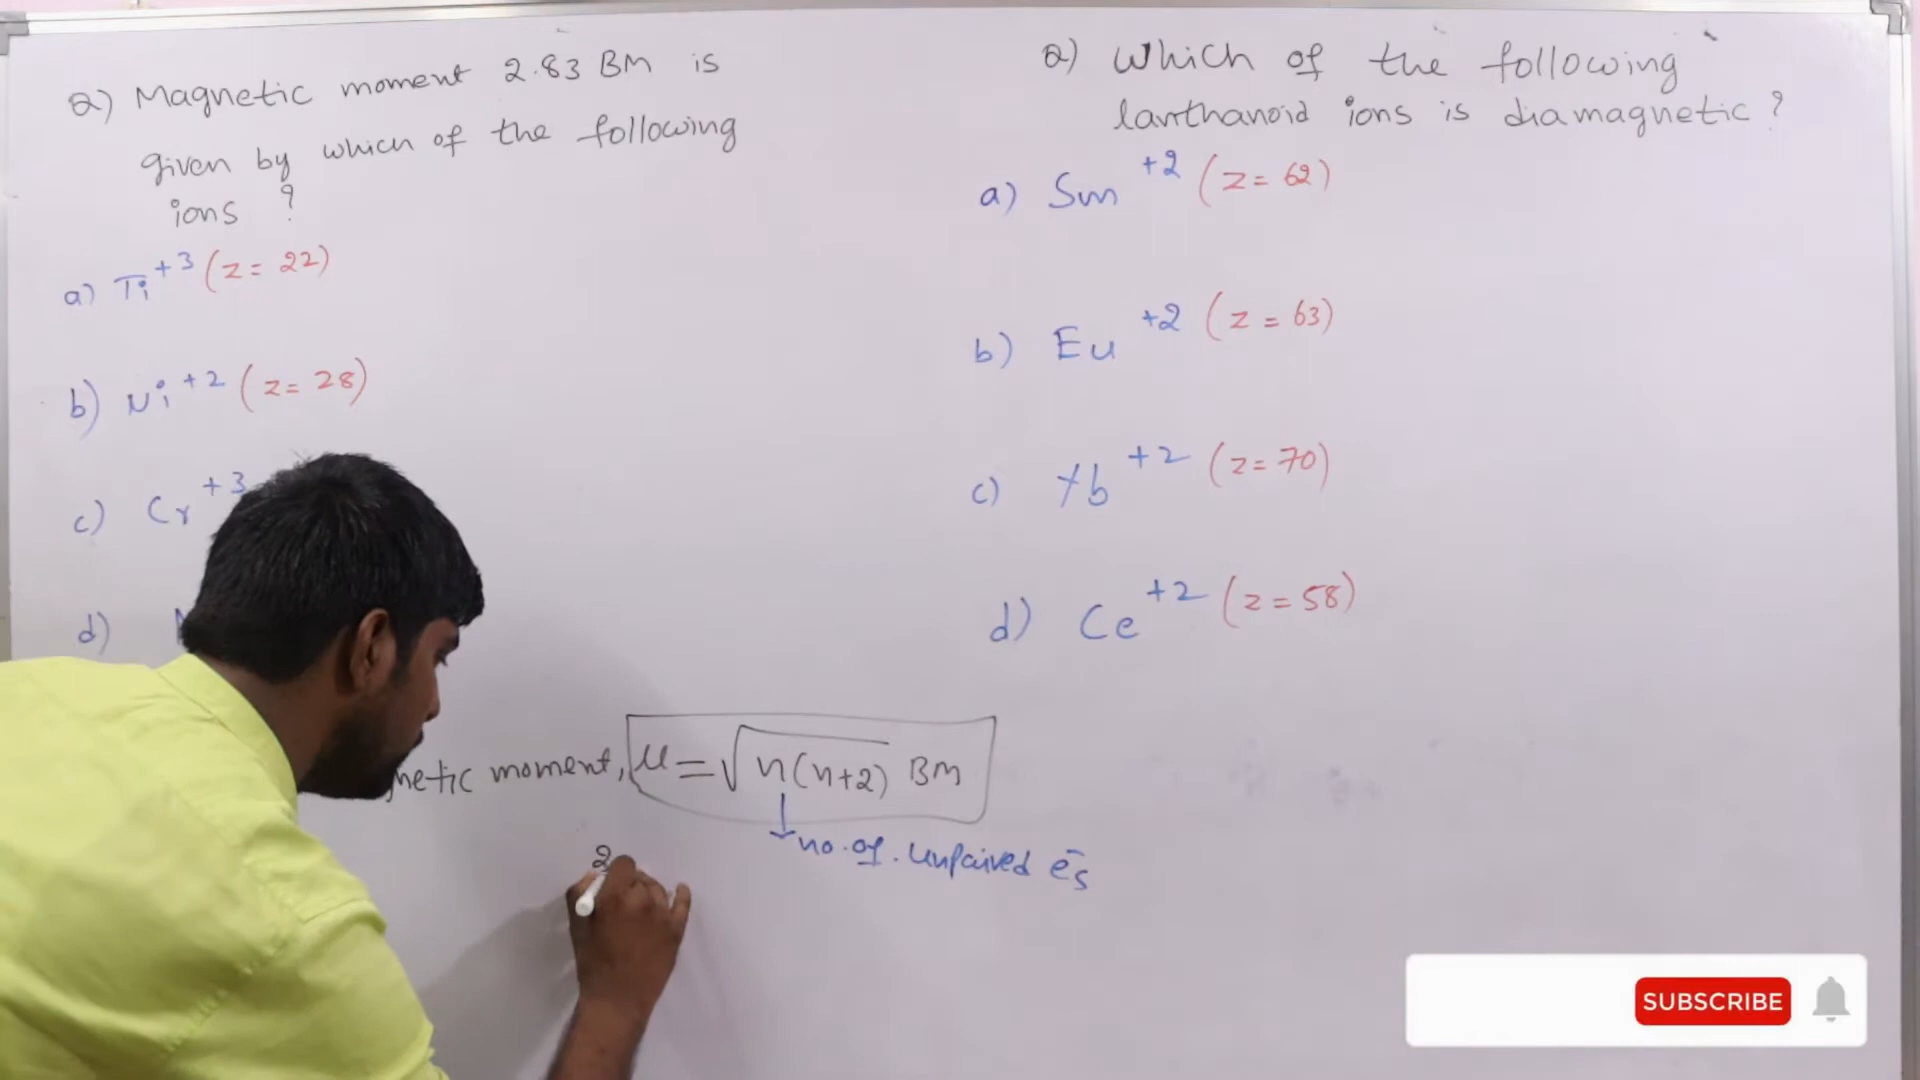 Q) Magnetic moment 2.83 BM is
given by which of the following
ions ?
a) Ti +3 (Z = 22)
b) Ni +2 (Z = 28)
c) Cr +3
d)
netic moment, μ = √n(n+2) BM
no. of. unpaired e̅s
2
Q) Which of the following
lanthanoid ions is diamagnetic ?
a) Sm +2 (Z = 62)
b) Eu +2 (Z = 63)
c) Yb +2 (Z = 70)
d) Ce +2 (Z = 58)
SUBSCRIBE